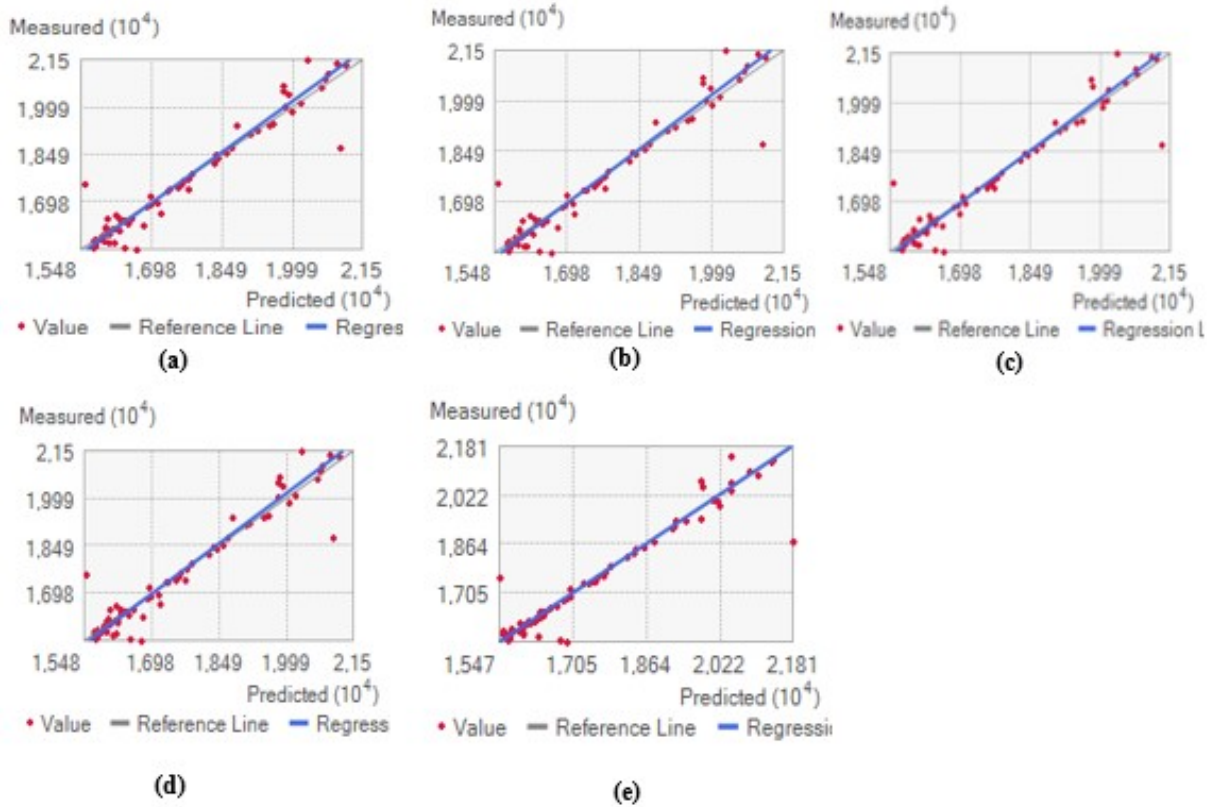 Measured (10⁴)
2,15
1,999
1,849
1,698
1,548 1,698 1,849 1,999 2,15
Predicted (10⁴)
Value Reference Line Regres
(a)
Measured (10⁴)
2,15
1,999
1,849
1,698
1,548 1,698 1,849 1,999 2,15
Predicted (10⁴)
Value Reference Line Regression
(b)
Measured (10⁴)
2,15
1,999
1,849
1,698
1,548 1,698 1,849 1,999 2,15
Predicted (10⁴)
Value Reference Line Regression L
(c)
Measured (10⁴)
2,15
1,999
1,849
1,698
1,548 1,698 1,849 1,999 2,15
Predicted (10⁴)
Value Reference Line Regress
(d)
Measured (10⁴)
2,181
2,022
1,864
1,705
1,547 1,705 1,864 2,022 2,181
Predicted (10⁴)
Value Reference Line Regressi
(e)